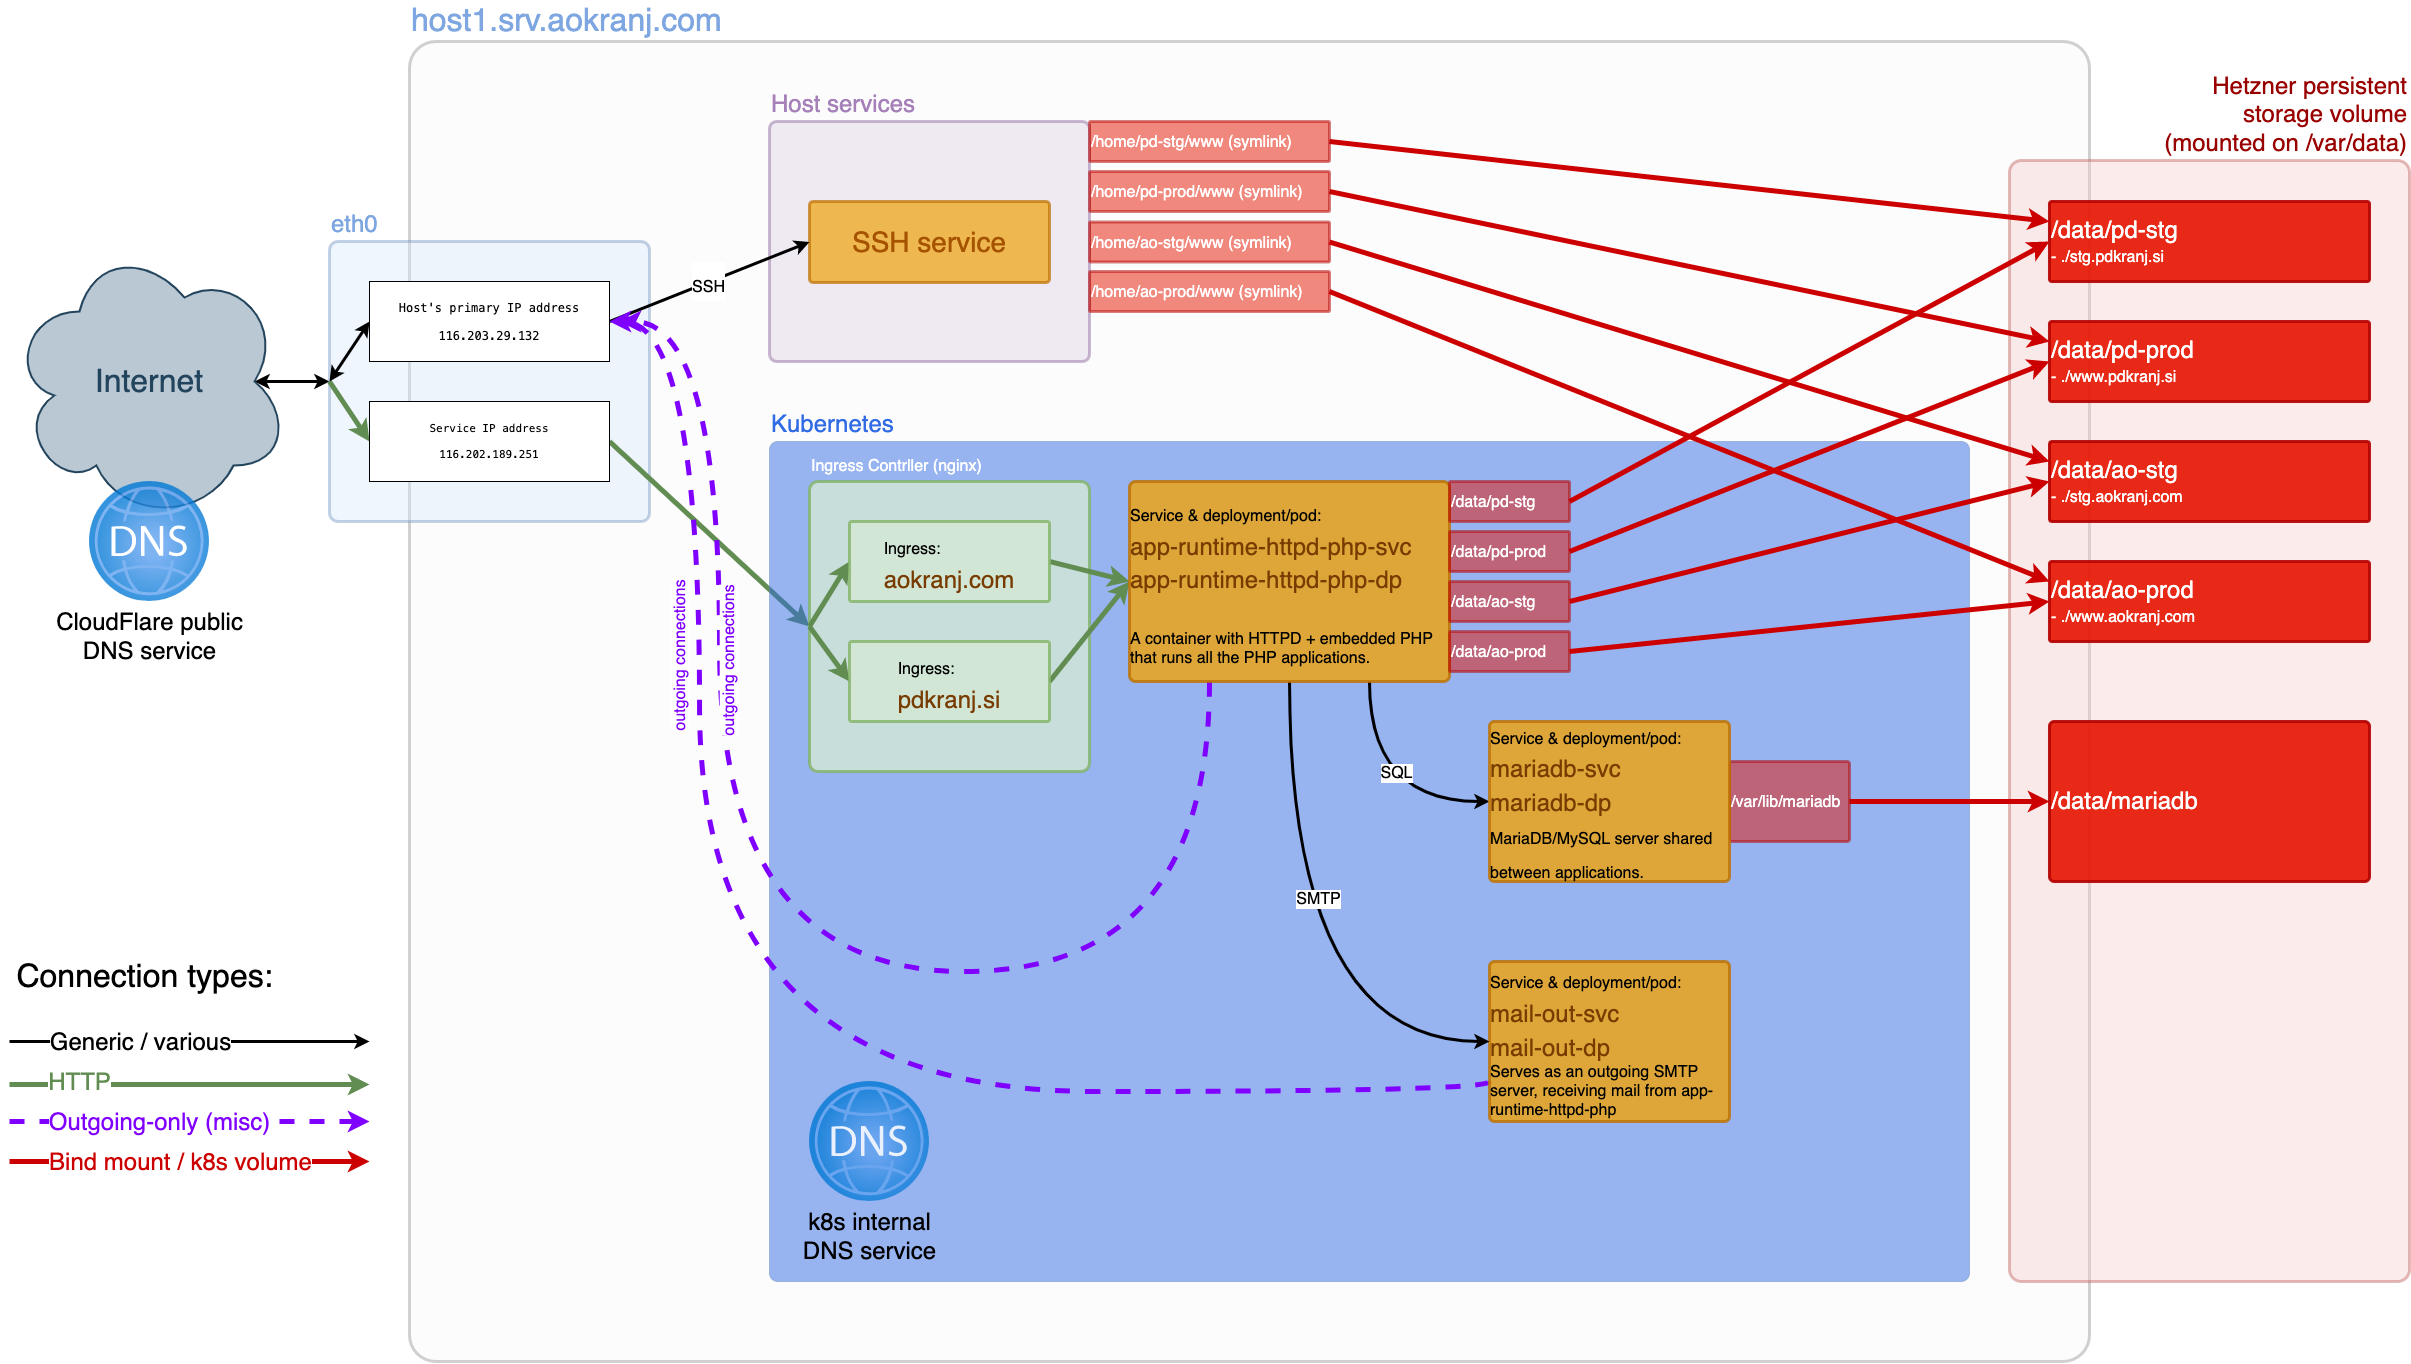 host1.srv.aokranj.com
Hetzner persistent
storage volume
(mounted on /var/data)
Host services
/home/pd-stg/www (symlink)
/home/pd-prod/www (symlink)
/home/ao-stg/www (symlink)
/home/ao-prod/www (symlink)
SSH service
SSH
eth0
Host's primary IP address
116.203.29.132
Service IP address
116.202.189.251
Internet
DNS
CloudFlare public
DNS service
/data/pd-stg
- ./stg.pdkranj.si
/data/pd-prod
- ./www.pdkranj.si
/data/ao-stg
- ./stg.aokranj.com
/data/ao-prod
- ./www.aokranj.com
/data/mariadb
Kubernetes
Ingress Contrller (nginx)
Ingress:
aokranj.com
Ingress:
pdkranj.si
Service & deployment/pod:
app-runtime-httpd-php-svc
app-runtime-httpd-php-dp
A container with HTTPD + embedded PHP
that runs all the PHP applications.
/data/pd-stg
/data/pd-prod
/data/ao-stg
/data/ao-prod
outgoing connections
outgoing connections
SQL
Service & deployment/pod:
mariadb-svc
mariadb-dp
MariaDB/MySQL server shared
between applications.
/var/lib/mariadb
SMTP
Service & deployment/pod:
mail-out-svc
mail-out-dp
Serves as an outgoing SMTP
server, receiving mail from app-
runtime-httpd-php
DNS
k8s internal
DNS service
Connection types:
Generic / various
HTTP
Outgoing-only (misc)
Bind mount / k8s volume